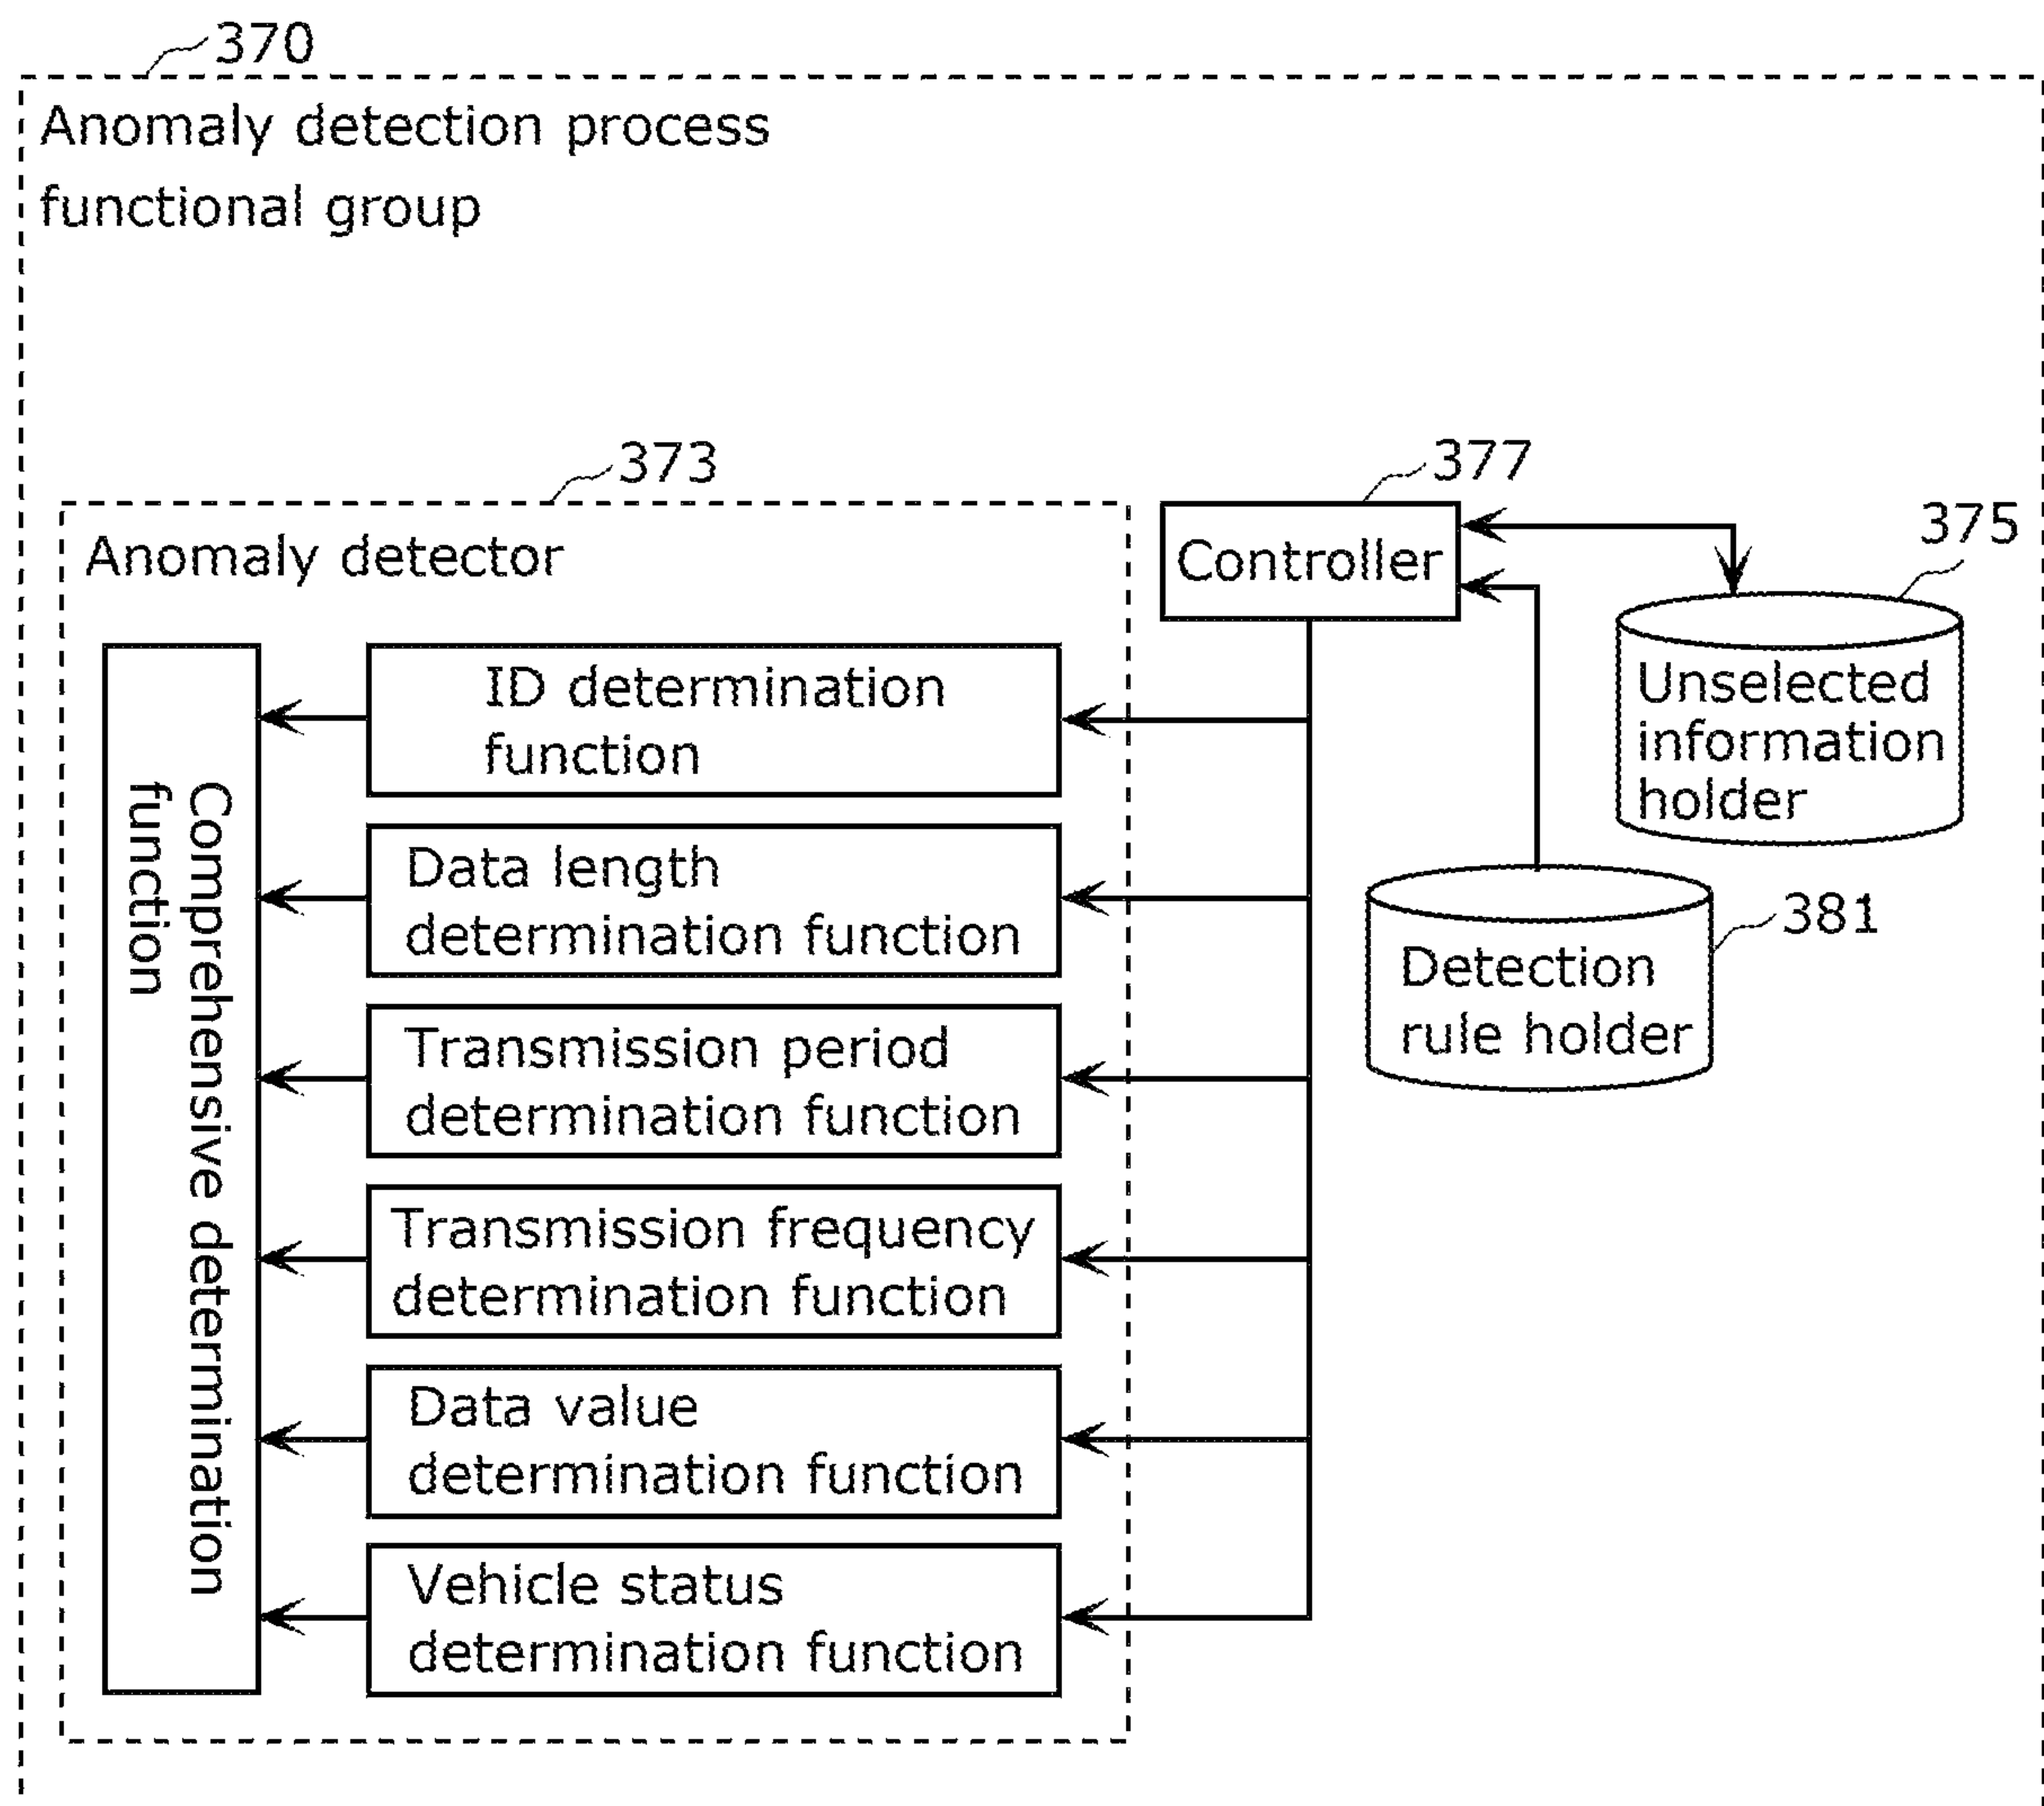 370
Anomaly detection process
functional group
373
377
375
Anomaly detector
Controller
Unselected
information
holder
ID determination
function
Data length
determination function
381
Detection
rule holder
Transmission period
determination function
Transmission frequency
determination function
Data value
determination function
Vehicle status
determination function
Comprehensive determination
function